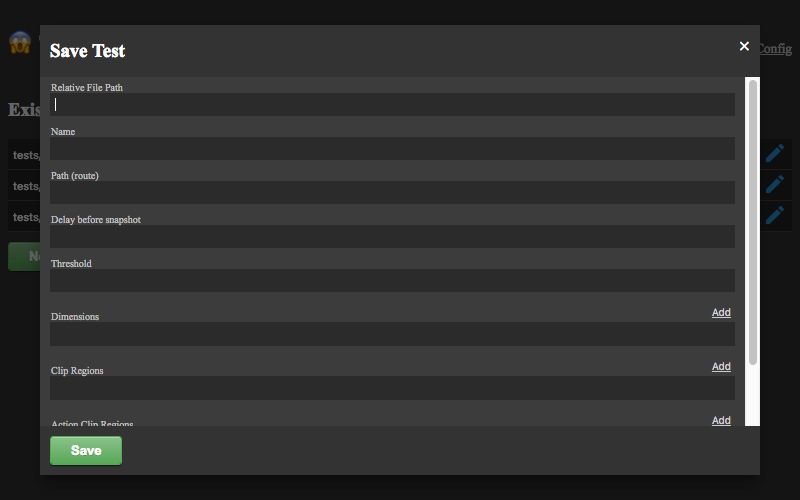 Config
Save Test
×
Relative File Path
Exis
Name
tests,
Path (route)
tests,
Delay before snapshot
tests,
Threshold
Dimensions
Add
Clip Regions
Add
Action Clip Regions
Add
Save